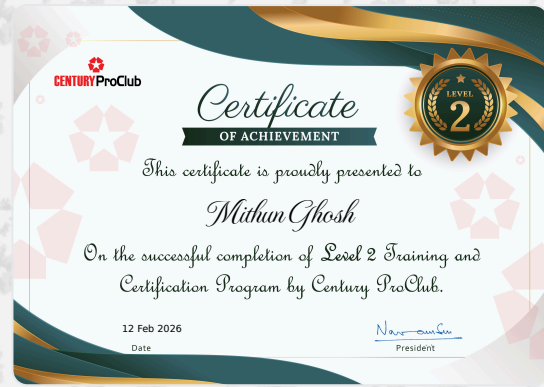 CENTURY ProClub
LEVEL
2
Certificate
OF ACHIEVEMENT
This certificate is proudly presented to
Mithun Ghosh
On the successful completion of Level 2 Training and
Certification Program by Century ProClub.
12 Feb 2026
Date
President